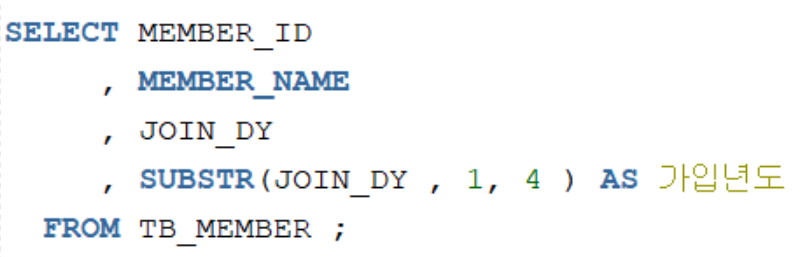 SELECT MEMBER_ID
, MEMBER_NAME
, JOIN_DY
, SUBSTR(JOIN_DY , 1, 4 ) AS 가입년도
FROM TB_MEMBER ;